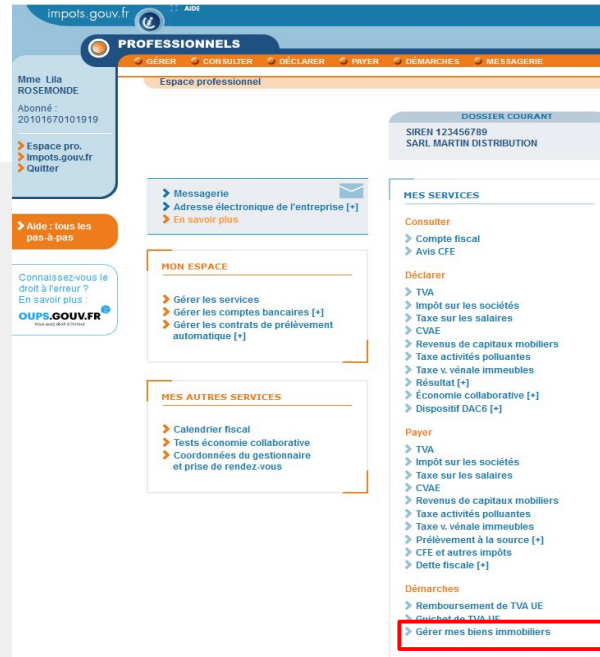 impots.gouv.fr
AIDE
PROFESSIONNELS
GÉRER CONSULTER DÉCLARER PAYER DÉMARCHES MESSAGERIE
Espace professionnel
Mme Lila
ROSEMONDE
Abonné :
20101670101919
Espace pro.
Impots.gouv.fr
Quitter
Aide : tous les
pas-à-pas
Connaissez-vous le
droit à l'erreur ?
En savoir plus :
OUPS.GOUV.FR
Vous avez droit à l'erreur
Messagerie
Adresse électronique de l'entreprise [+]
En savoir plus
MON ESPACE
Gérer les services
Gérer les comptes bancaires [+]
Gérer les contrats de prélèvement
automatique [+]
MES AUTRES SERVICES
Calendrier fiscal
Tests économie collaborative
Coordonnées du gestionnaire
et prise de rendez-vous
DOSSIER COURANT
SIREN 123456789
SARL MARTIN DISTRIBUTION
MES SERVICES
Consulter
Compte fiscal
Avis CFE
Déclarer
TVA
Impôt sur les sociétés
Taxe sur les salaires
CVAE
Revenus de capitaux mobiliers
Taxe activités polluantes
Taxe v. vénale immeubles
Résultat [+]
Économie collaborative [+]
Dispositif DAC6 [+]
Payer
TVA
Impôt sur les sociétés
Taxe sur les salaires
CVAE
Revenus de capitaux mobiliers
Taxe activités polluantes
Taxe v. vénale immeubles
Prélèvement à la source [+]
CFE et autres impôts
Dette fiscale [+]
Démarches
Remboursement de TVA UE
Guichet de TVA UE
Gérer mes biens immobiliers